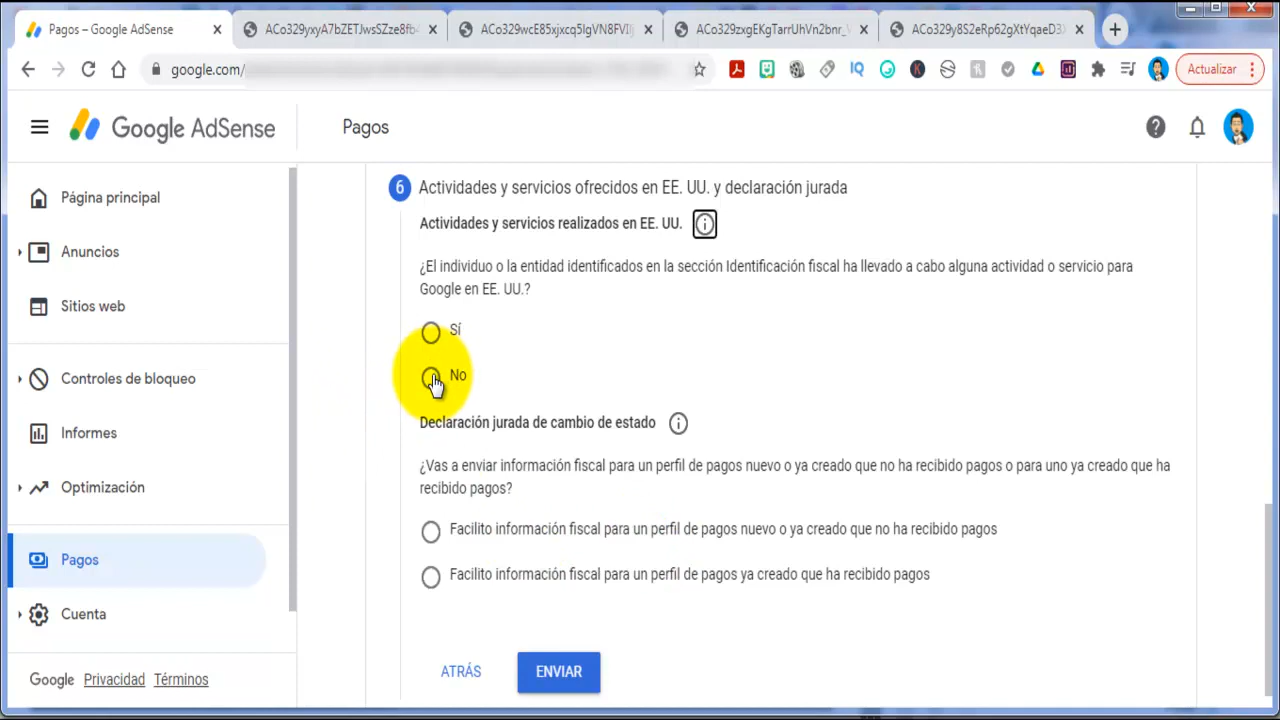 Pagos – Google AdSense
ACo329yxyA7bZETJwsSZze8fb4
ACo329wcE85xjxcq5IgVN8FVIlj
ACo329zxgEKgTarrUhVn2bnr_V
ACo329y8S2eRp62gXtYqaeD3X
google.com/
Actualizar
Google AdSense
Pagos
Página principal
Anuncios
Sitios web
Controles de bloqueo
Informes
Optimización
Pagos
Cuenta
Google Privacidad Términos
6 Actividades y servicios ofrecidos en EE. UU. y declaración jurada
Actividades y servicios realizados en EE. UU.
¿El individuo o la entidad identificados en la sección Identificación fiscal ha llevado a cabo alguna actividad o servicio para
Google en EE. UU.?
Sí
No
Declaración jurada de cambio de estado
¿Vas a enviar información fiscal para un perfil de pagos nuevo o ya creado que no ha recibido pagos o para uno ya creado que ha
recibido pagos?
Facilito información fiscal para un perfil de pagos nuevo o ya creado que no ha recibido pagos
Facilito información fiscal para un perfil de pagos ya creado que ha recibido pagos
ATRÁS
ENVIAR